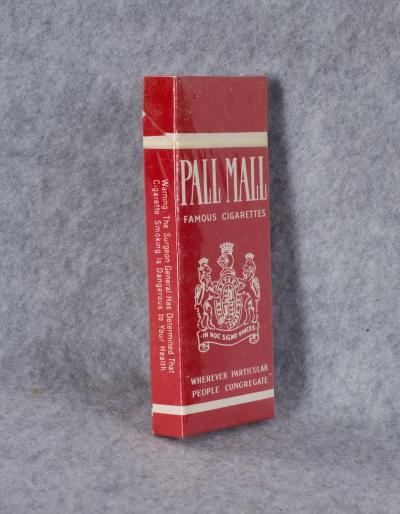 PALL MALL
FAMOUS CIGARETTES
IN HOC SIGNO VINCES
"WHEREVER PARTICULAR
PEOPLE CONGREGATE"
Warning: The Surgeon General Has Determined That
Cigarette Smoking Is Dangerous to Your Health.